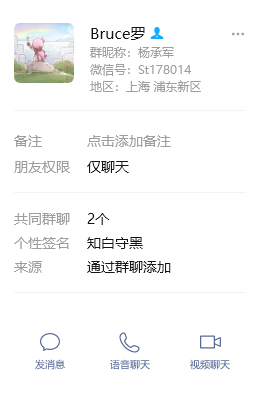 Bruce罗
群昵称：杨承军
微信号：St178014
地区：上海 浦东新区
备注 点击添加备注
朋友权限 仅聊天
共同群聊 2个
个性签名 知白守黑
来源 通过群聊添加
发消息 语音聊天 视频聊天